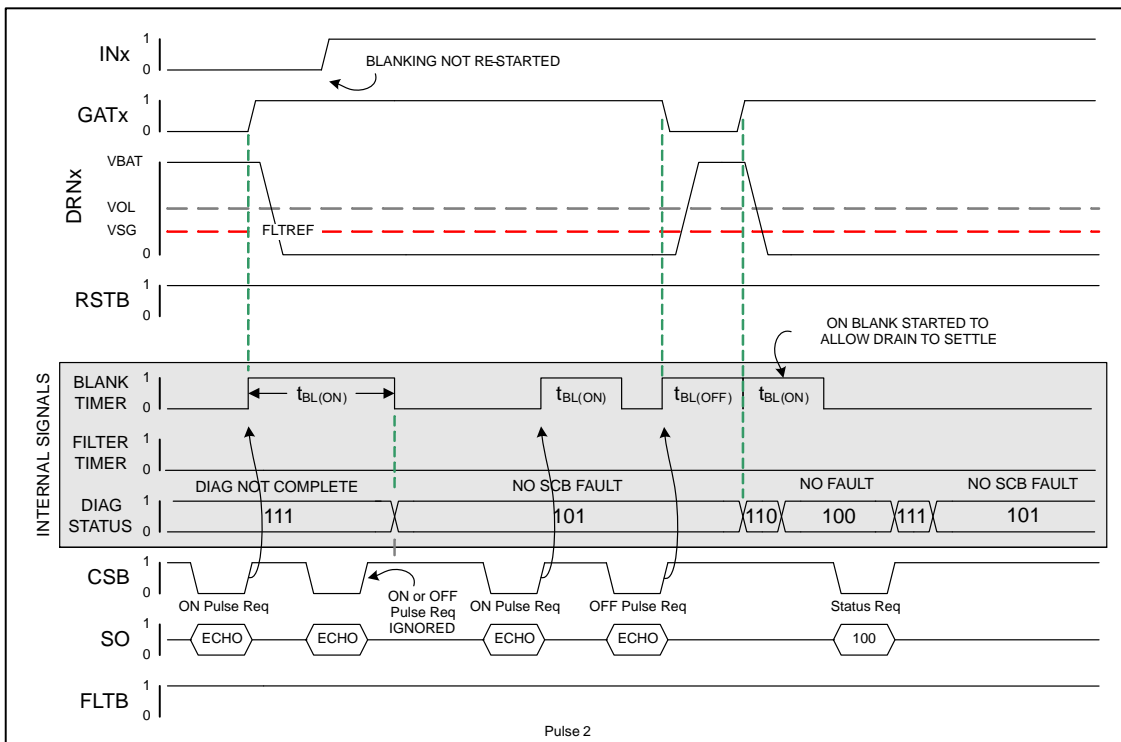 INx
1
0
BLANKING NOT RE-STARTED
GATx
1
0
DRNx
VBAT
VOL
VSG
FLTREF
RSTB
1
0
ON BLANK STARTED TO
ALLOW DRAIN TO SETTLE
INTERNAL SIGNALS
BLANK
TIMER
1
0
tBL(ON)
tBL(ON)
tBL(OFF)
tBL(ON)
FILTER
TIMER
1
0
DIAG NOT COMPLETE
NO SCB FAULT
NO FAULT
NO SCB FAULT
DIAG
STATUS
1
0
111
101
110
100
111
101
CSB
1
0
ON Pulse Req
ON or OFF
Pulse Req
IGNORED
ON Pulse Req
OFF Pulse Req
Status Req
SO
1
0
ECHO
ECHO
ECHO
ECHO
100
FLTB
1
0
Pulse 2